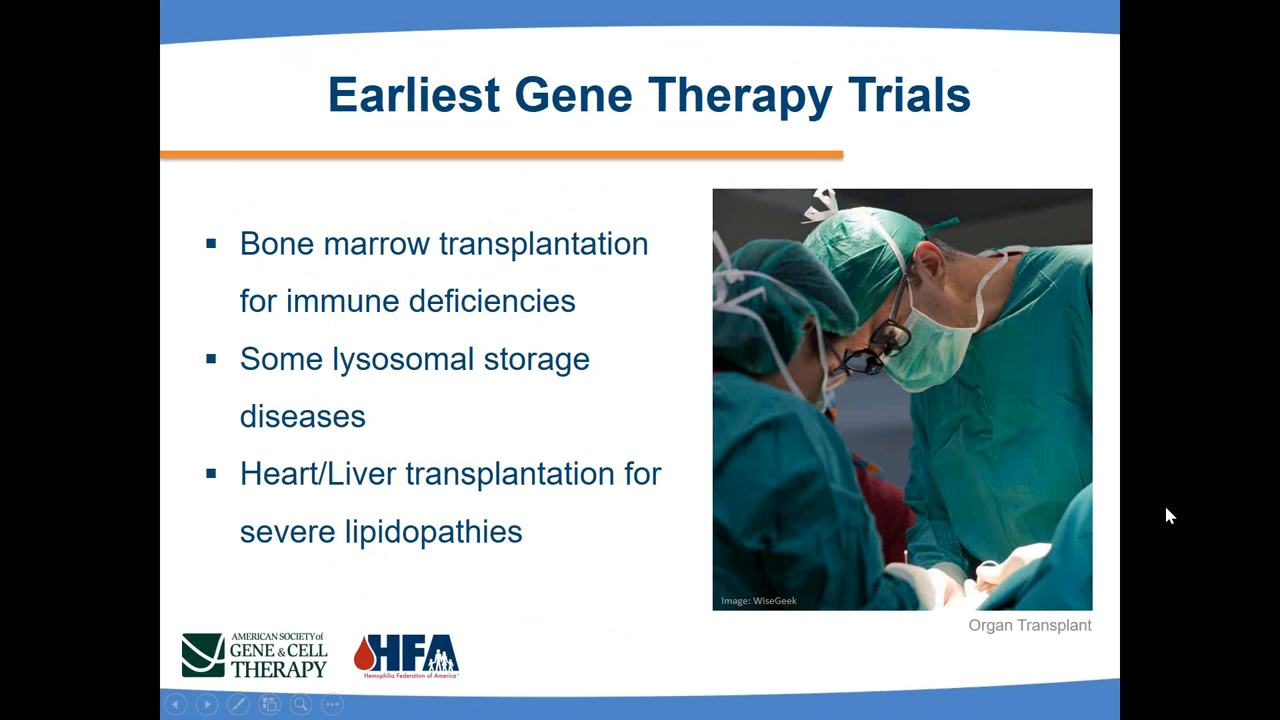 Earliest Gene Therapy Trials
▪ Bone marrow transplantation
for immune deficiencies
▪ Some lysosomal storage
diseases
▪ Heart/Liver transplantation for
severe lipidopathies
Image: WiseGeek
Organ Transplant
AMERICAN SOCIETY of
GENE & CELL
THERAPY
HFA
Hemophilia Federation of America™